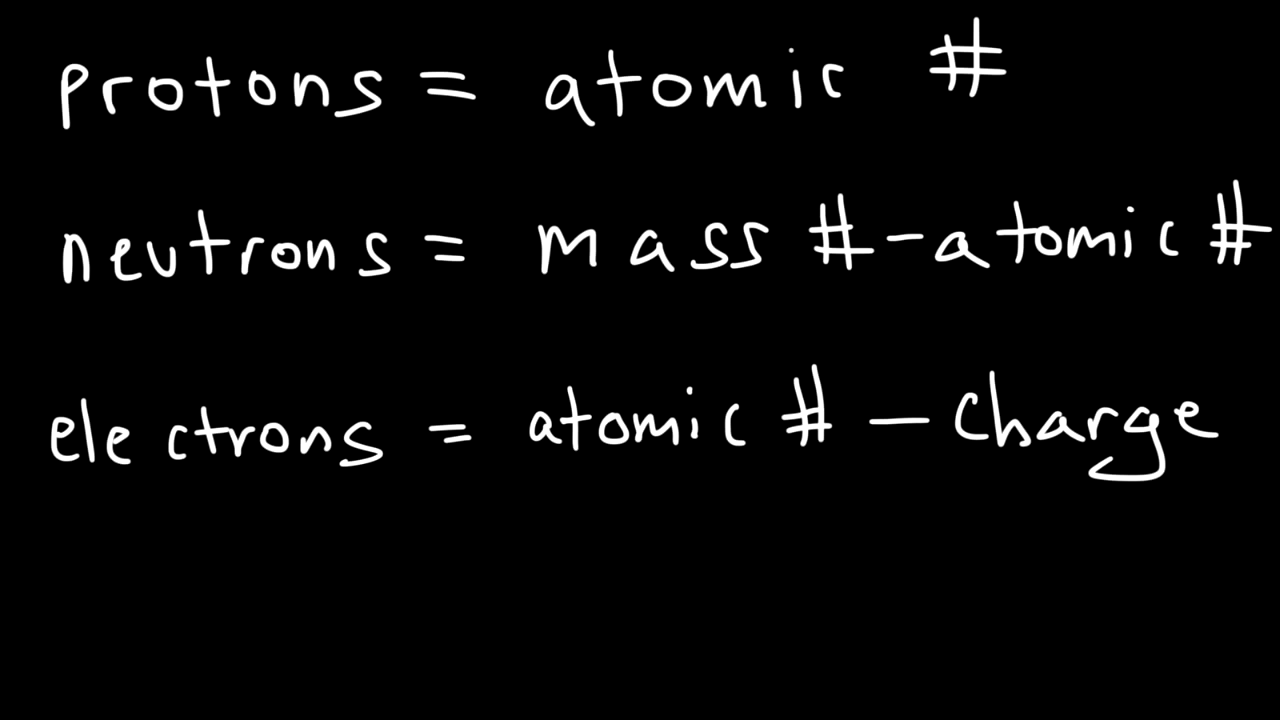 protons = atomic #
neutrons = mass # - atomic #
electrons = atomic # - charge